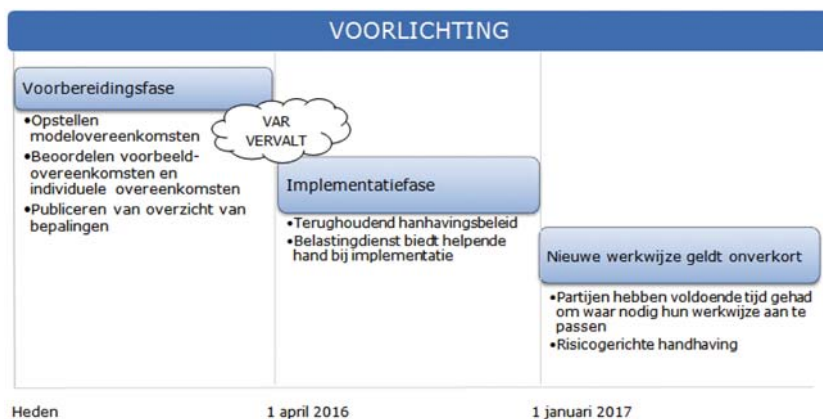 VOORLICHTING
Voorbereidingsfase
•Opstellen
modelovereenkomsten
•Beoordelen voorbeeld-
overeenkomsten en
individuele overeenkomsten
•Publiceren van overzicht van
bepalingen
VAR
VERVALT
Implementatiefase
•Terughoudend hanhavingsbeleid
•Belastingdienst biedt helpende
hand bij implementatie
Nieuwe werkwijze geldt onverkort
•Partijen hebben voldoende tijd gehad
om waar nodig hun werkwijze aan te
passen
•Risicogerichte handhaving
Heden
1 april 2016
1 januari 2017